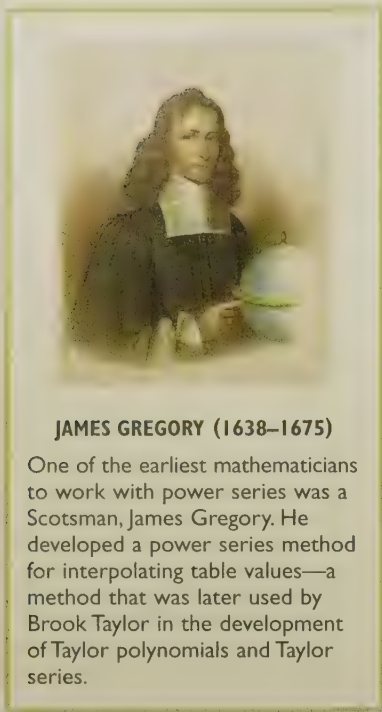 JAMES GREGORY (1638–1675)
One of the earliest mathematicians
to work with power series was a
Scotsman, James Gregory. He
developed a power series method
for interpolating table values—a
method that was later used by
Brook Taylor in the development
of Taylor polynomials and Taylor
series.